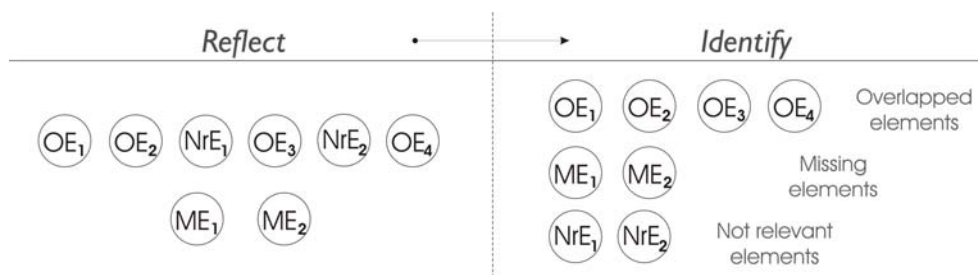 Reflect
Identify
OE1 OE2 NrE1 OE3 NrE2 OE4
ME1 ME2
OE1 OE2 OE3 OE4
Overlapped
elements
ME1 ME2
Missing
elements
NrE1 NrE2
Not relevant
elements